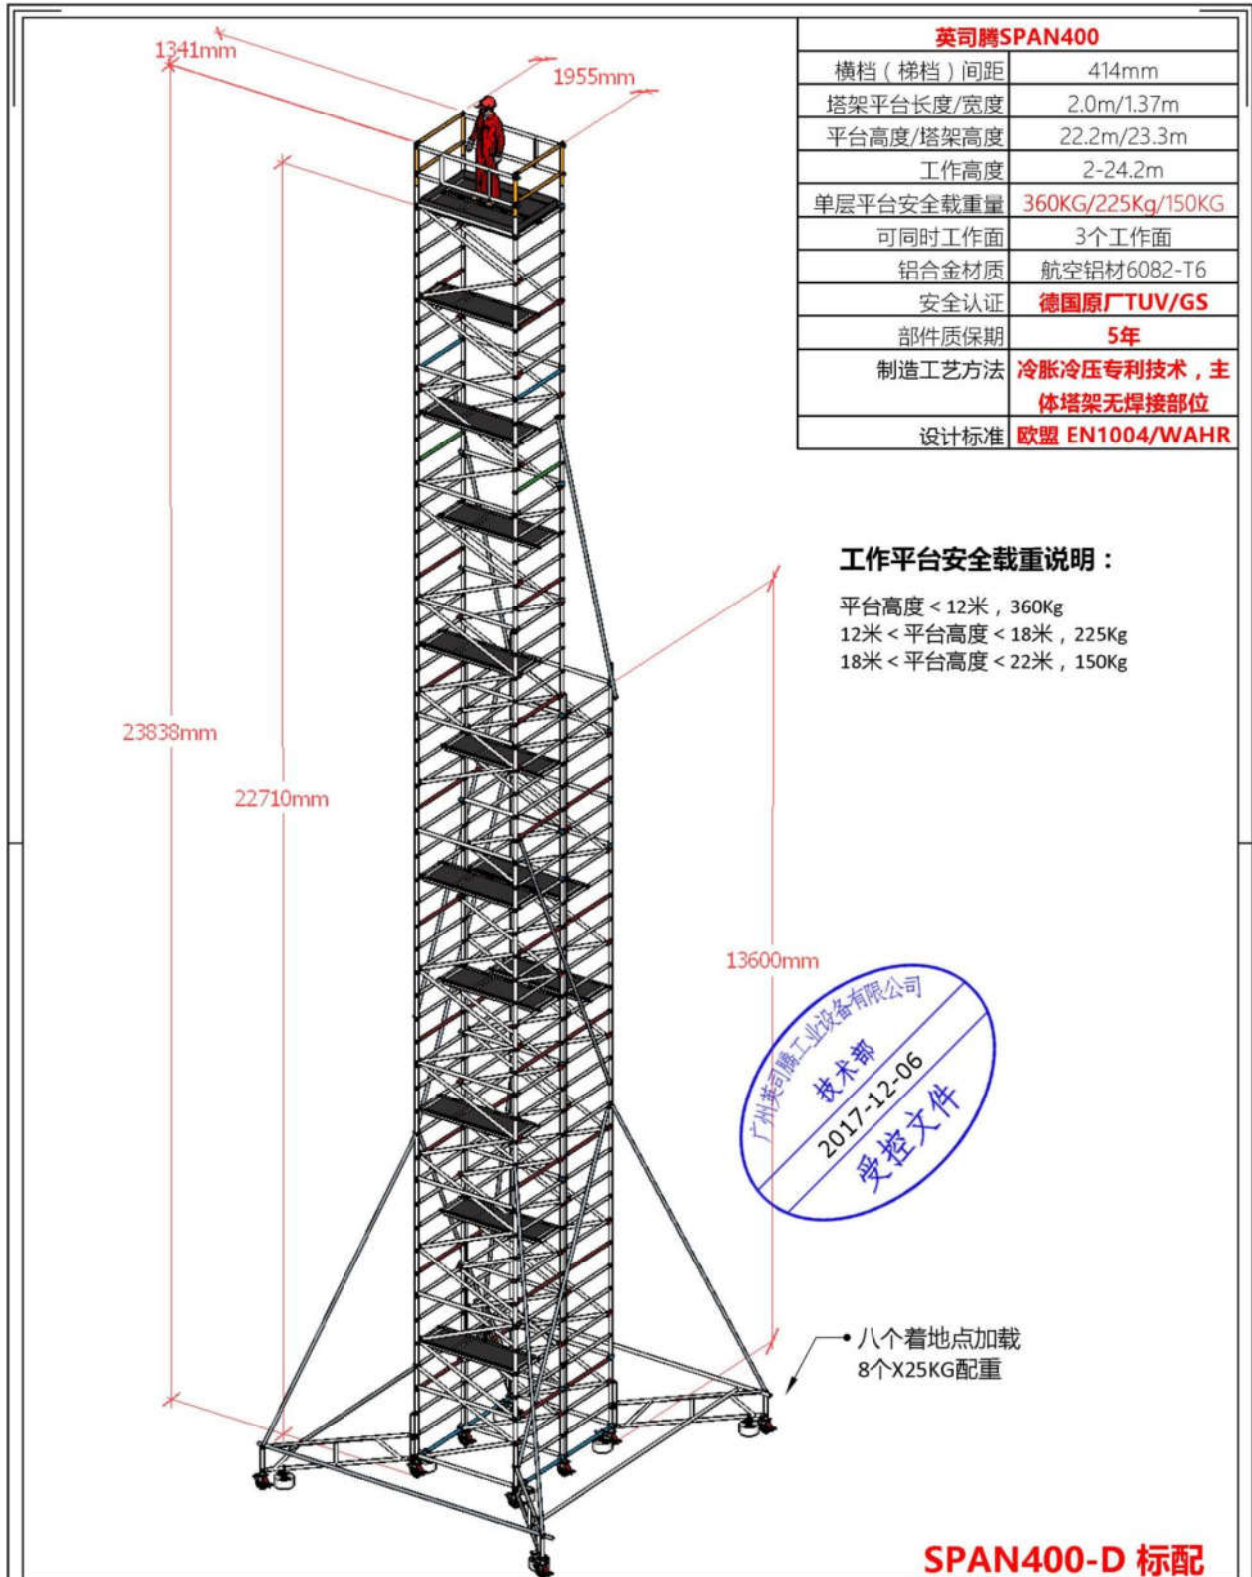 英司腾SPAN400
横档（梯档）间距 414mm
塔架平台长度/宽度 2.0m/1.37m
平台高度/塔架高度 22.2m/23.3m
工作高度 2-24.2m
单层平台安全载重量 360KG/225Kg/150KG
可同时工作面 3个工作面
铝合金材质 航空铝材6082-T6
安全认证 德国原厂TUV/GS
部件质保期 5年
制造工艺方法 冷胀冷压专利技术，主
体塔架无焊接部位
设计标准 欧盟 EN1004/WAHR
1341mm
1955mm
工作平台安全载重说明：
平台高度＜12米，360Kg
12米＜平台高度＜18米，225Kg
18米＜平台高度＜22米，150Kg
23838mm
22710mm
13600mm
广州英司腾工业设备有限公司
技术部
2017-12-06
受控文件
八个着地点加载
8个X25KG配重
SPAN400-D 标配